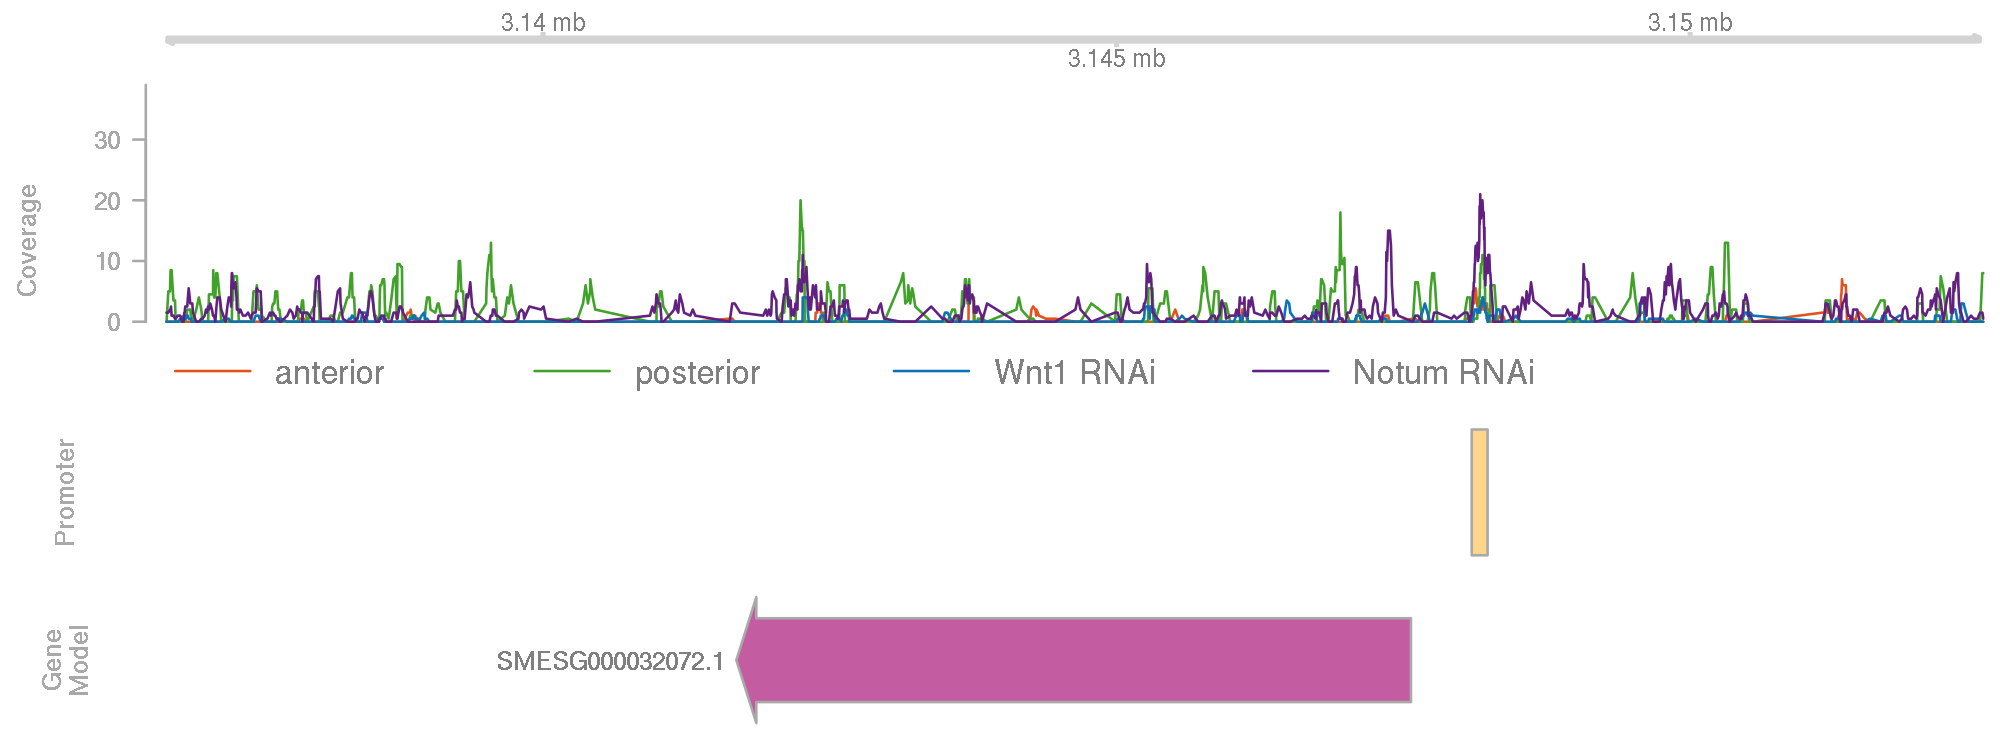 3.14 mb
3.15 mb
3.145 mb
Coverage
30
20
10
0
anterior posterior Wnt1 RNAi Notum RNAi
Promoter
Gene
Model
SMESG000032072.1